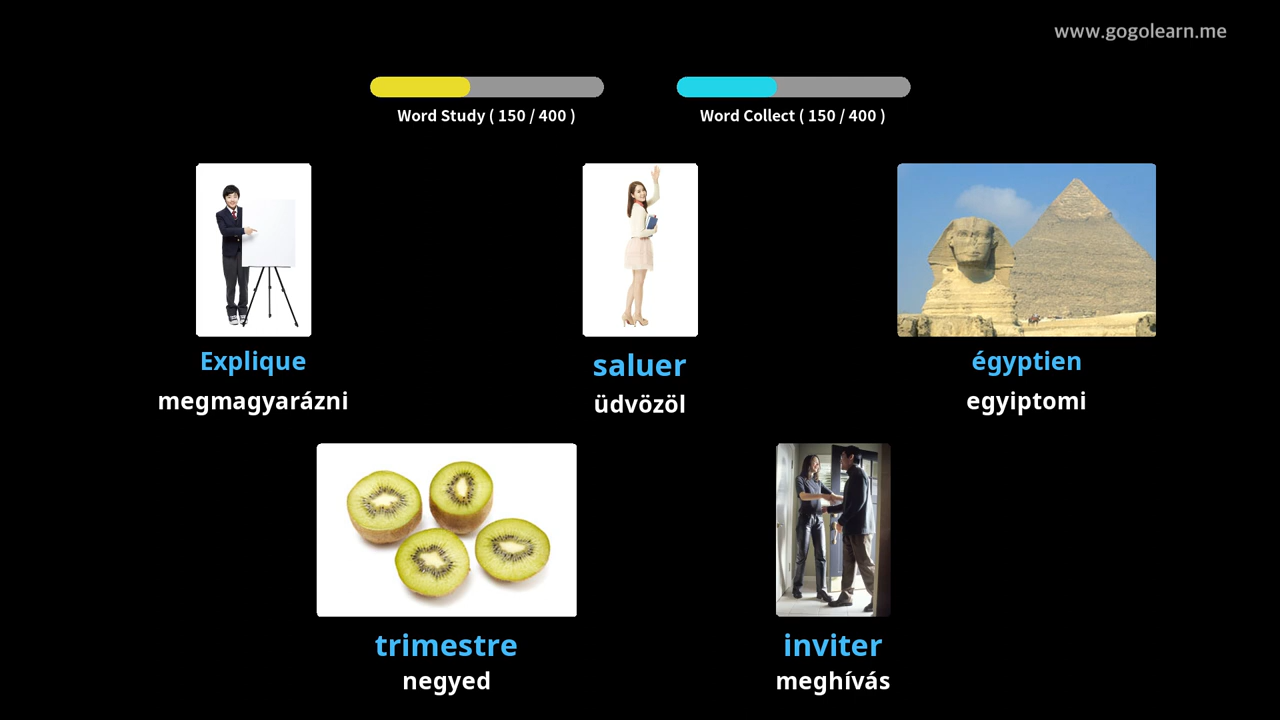 www.gogolearn.me
Word Study ( 150 / 400 )
Word Collect ( 150 / 400 )
Explique
megmagyarázni
saluer
üdvözöl
égyptien
egyiptomi
trimestre
negyed
inviter
meghívás